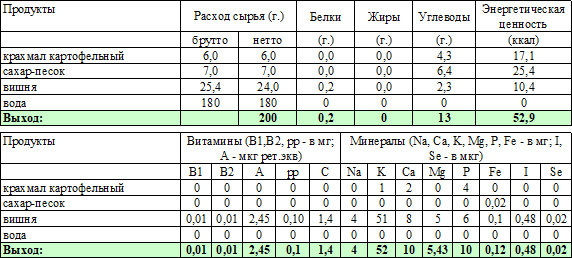 Продукты Расход сырья (г.) Белки Жиры Углеводы Энергетическая ценность
брутто нетто (г.) (г.) (г.) (ккал)
крахмал картофельный 6,0 6,0 0,0 0,0 4,3 17,1
сахар-песок 7,0 7,0 0,0 0,0 6,4 25,4
вишня 25,4 24,0 0,2 0,0 2,3 10,4
вода 180 180 0 0 0 0
Выход: 200 0,2 0 13 52,9
Продукты Витамины (В1,В2, рр - в мг; А - мкг рет.экв) Минералы (Na, Ca, K, Mg, P, Fe - в мг; I, Se - в мкг)
В1 В2 А рр С Na K Ca Mg P Fe I Se
крахмал картофельный 0 0 0 0 0 0 1 2 0 4 0 0 0
сахар-песок 0 0 0 0 0 0 0 0 0 0 0,02 0 0
вишня 0,01 0,01 2,45 0,10 1,4 4 51 8 5 6 0,1 0,48 0,02
вода 0 0 0 0 0 0 0 0 0 0 0 0 0
Выход: 0,01 0,01 2,45 0,1 1,4 4 52 10 5,43 10 0,12 0,48 0,02